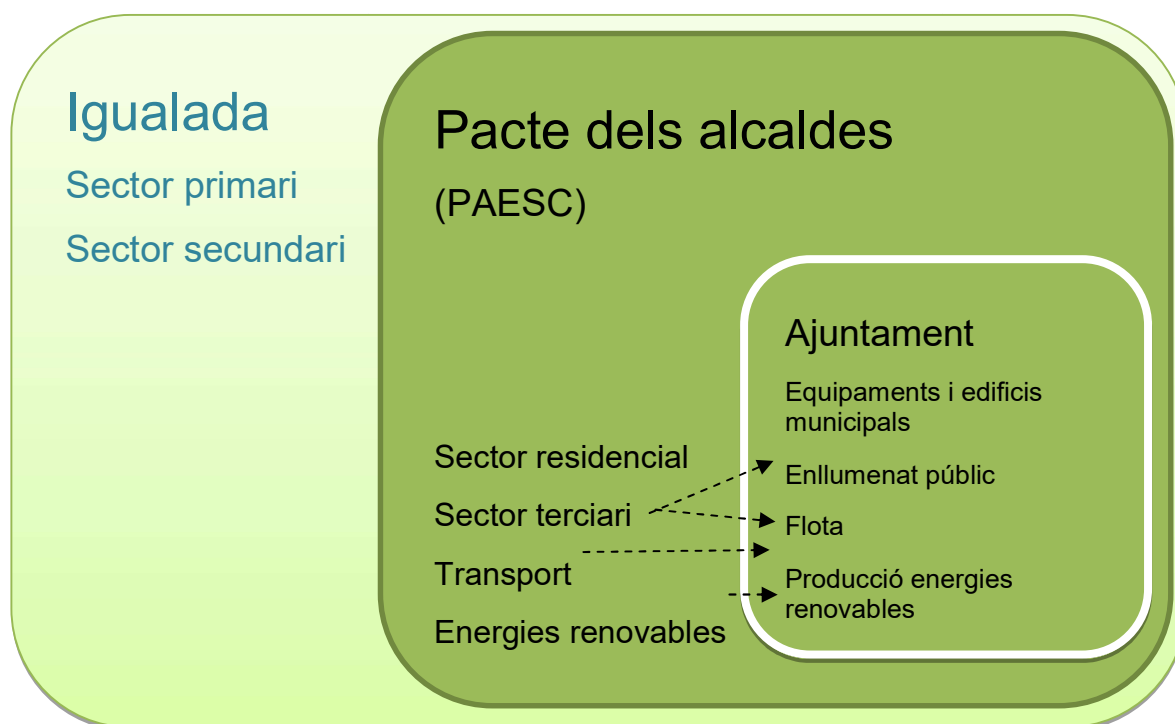 Igualada
Sector primari
Sector secundari
Pacte dels alcaldes
(PAESC)
Sector residencial
Sector terciari
Transport
Energies renovables
Ajuntament
Equipaments i edificis
municipals
Enllumenat públic
Flota
Producció energies
renovables